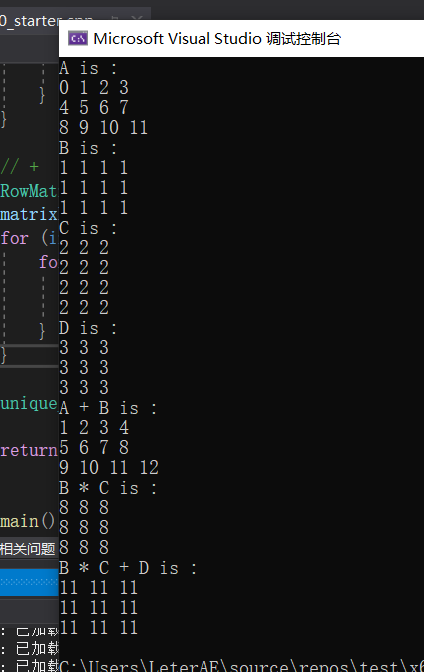 0_starter.cpp
Microsoft Visual Studio 调试控制台
A is :
0 1 2 3
4 5 6 7
8 9 10 11
B is :
1 1 1 1
1 1 1 1
1 1 1 1
C is :
2 2 2
2 2 2
2 2 2
2 2 2
D is :
3 3 3
3 3 3
3 3 3
A + B is :
1 2 3 4
5 6 7 8
9 10 11 12
B * C is :
8 8 8
8 8 8
8 8 8
B * C + D is :
11 11 11
11 11 11
11 11 11
C:\Users\LeterAE\source\repos\test\x6
}
}
// +
RowMat
matrix
for (i
fo
}
}
unique
return
main()
相关问题
: 已加载
: 已加载
: 已加载